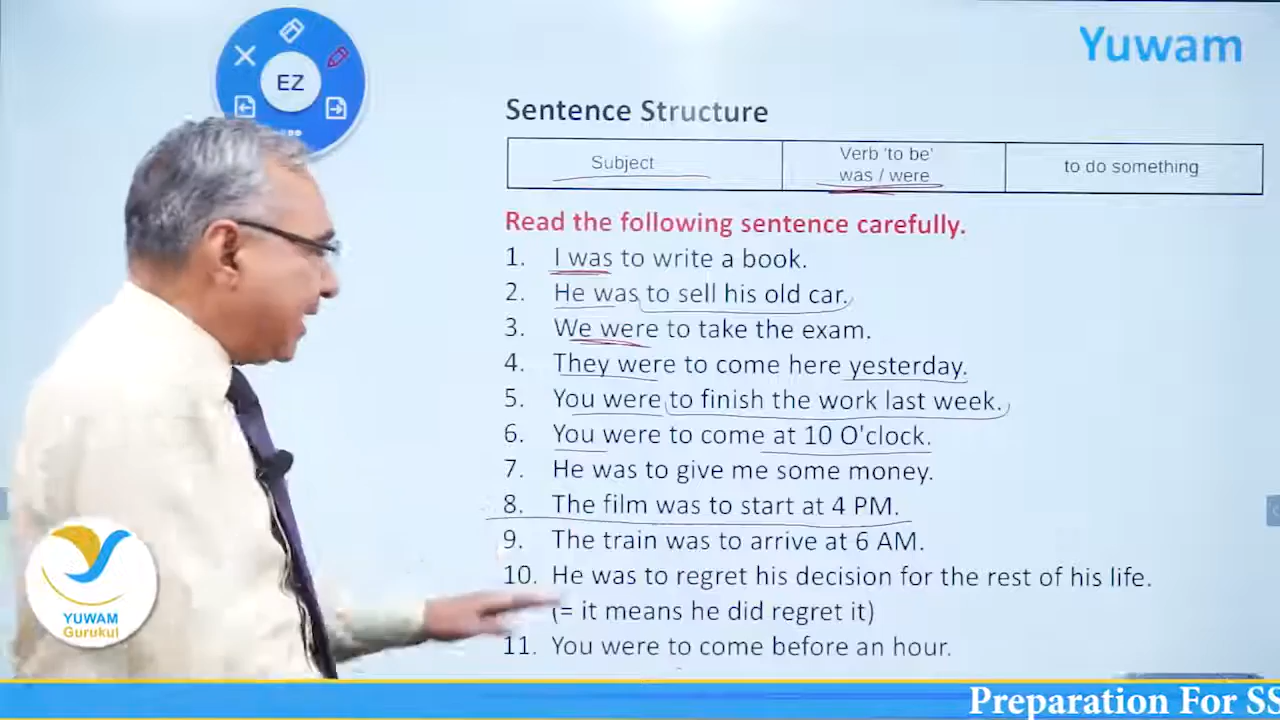 EZ
Yuwam
Sentence Structure
Subject
Verb 'to be'
was / were
to do something
Read the following sentence carefully.
1. I was to write a book.
2. He was to sell his old car.
3. We were to take the exam.
4. They were to come here yesterday.
5. You were to finish the work last week.
6. You were to come at 10 O'clock.
7. He was to give me some money.
8. The film was to start at 4 PM.
9. The train was to arrive at 6 AM.
10. He was to regret his decision for the rest of his life.
(= it means he did regret it)
11. You were to come before an hour.
YUWAM
Gurukul
Preparation For SS